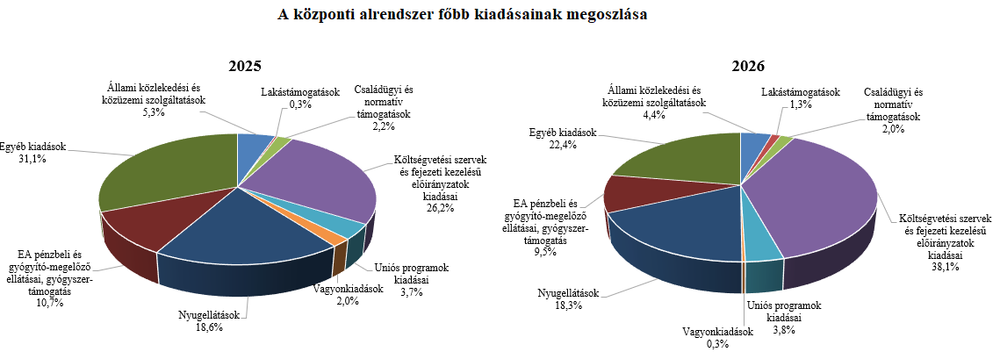 A központi alrendszer főbb kiadásainak megoszlása
2025
Állami közlekedési és
közüzemi szolgáltatások
5,3%
Lakástámogatások
0,3%
Családügyi és
normatív
támogatások
2,2%
Egyéb kiadások
31,1%
Költségvetési szervek
és fejezeti kezelésű
előirányzatok
kiadásai
26,2%
EA pénzbeli és
gyógyító-megelőző
ellátásai, gyógyszer-
támogatás
10,7%
Uniós programok
kiadásai
3,7%
Vagyonkiadások
2,0%
Nyugellátások
18,6%
2026
Állami közlekedési és
közüzemi szolgáltatások
4,4%
Lakástámogatások
1,3%
Családügyi és
normatív
támogatások
2,0%
Egyéb kiadások
22,4%
EA pénzbeli és
gyógyító-megelőző
ellátásai, gyógyszer-
támogatás
9,5%
Költségvetési szervek
és fejezeti kezelésű
előirányzatok
kiadásai
38,1%
Nyugellátások
18,3%
Uniós programok
kiadásai
3,8%
Vagyonkiadások
0,3%